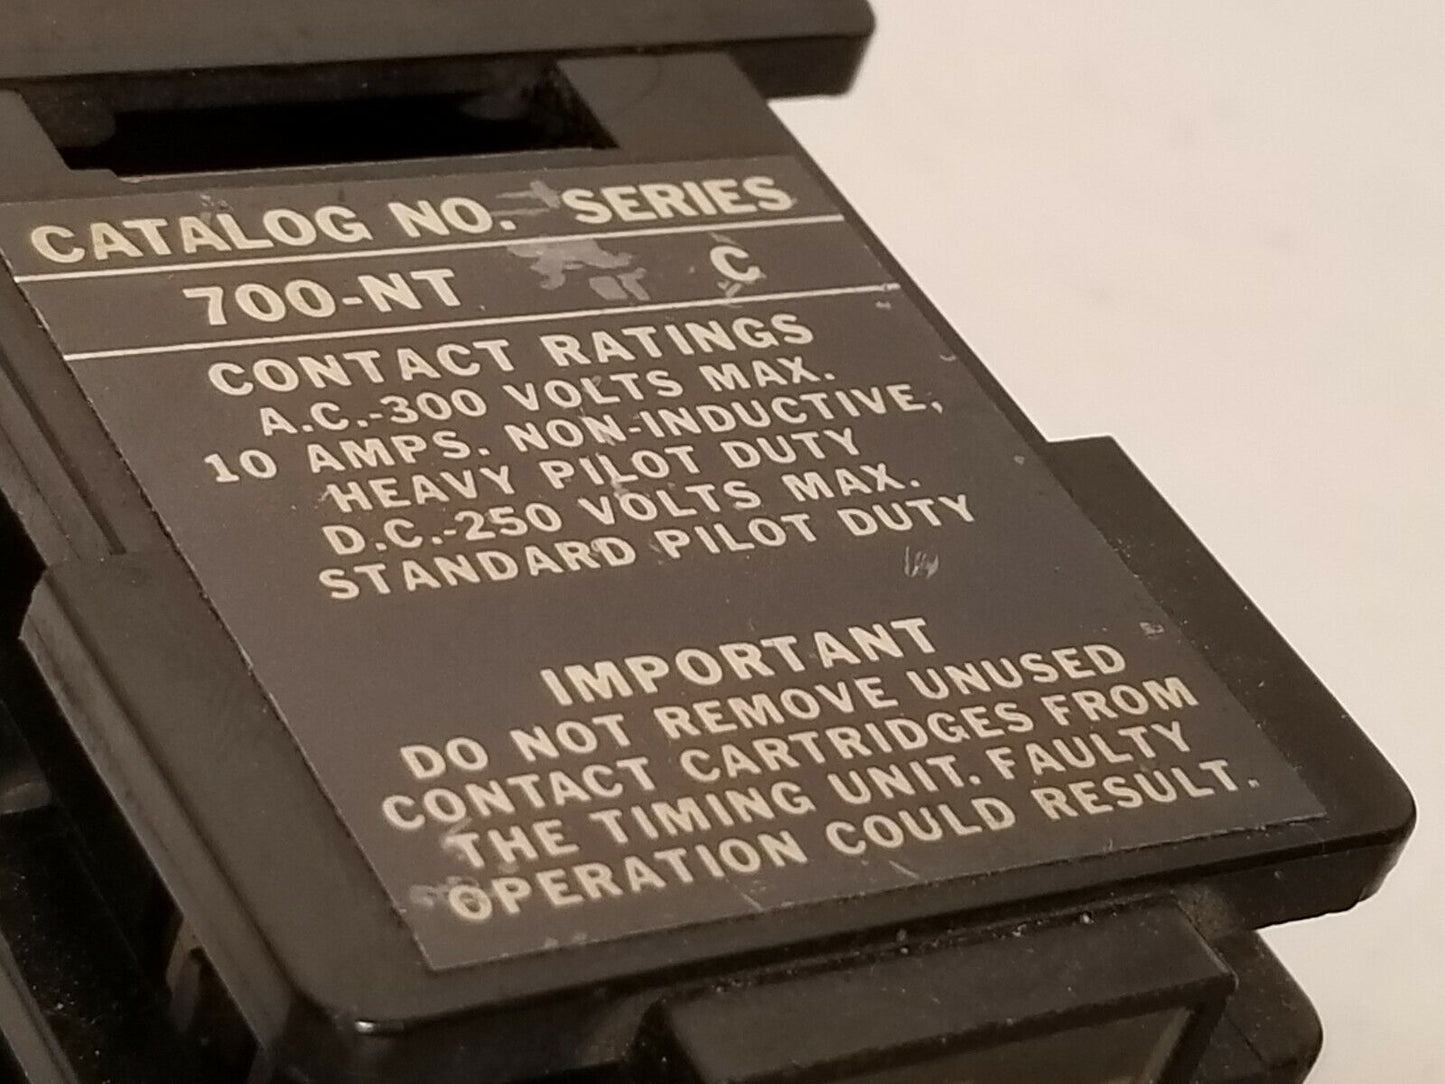 CATALOG NO. SERIES
700-NT C
CONTACT RATINGS
A.C.-300 VOLTS MAX.
10 AMPS. NON-INDUCTIVE,
HEAVY PILOT DUTY
D.C.-250 VOLTS MAX.
STANDARD PILOT DUTY
IMPORTANT
DO NOT REMOVE UNUSED
CONTACT CARTRIDGES FROM
THE TIMING UNIT. FAULTY
OPERATION COULD RESULT.